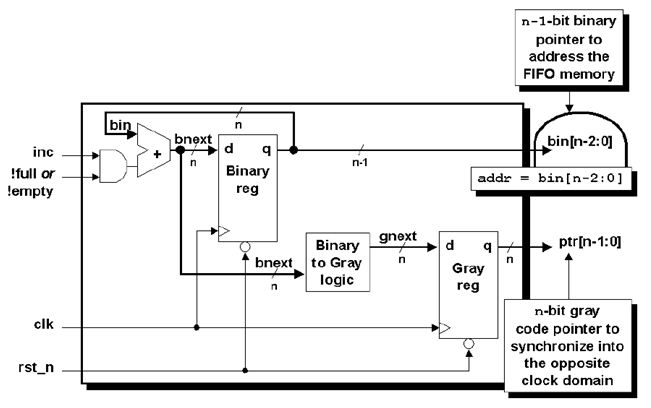 n-1-bit binary
pointer to
address the
FIFO memory
bin
n
bnext
n
d q
Binary
reg
+
inc
!full or
!empty
n-1
bin[n-2:0]
addr = bin[n-2:0]
bnext
n
Binary
to Gray
logic
gnext
n
d q
Gray
reg
n
ptr[n-1:0]
clk
rst_n
n-bit gray
code pointer to
synchronize into
the opposite
clock domain